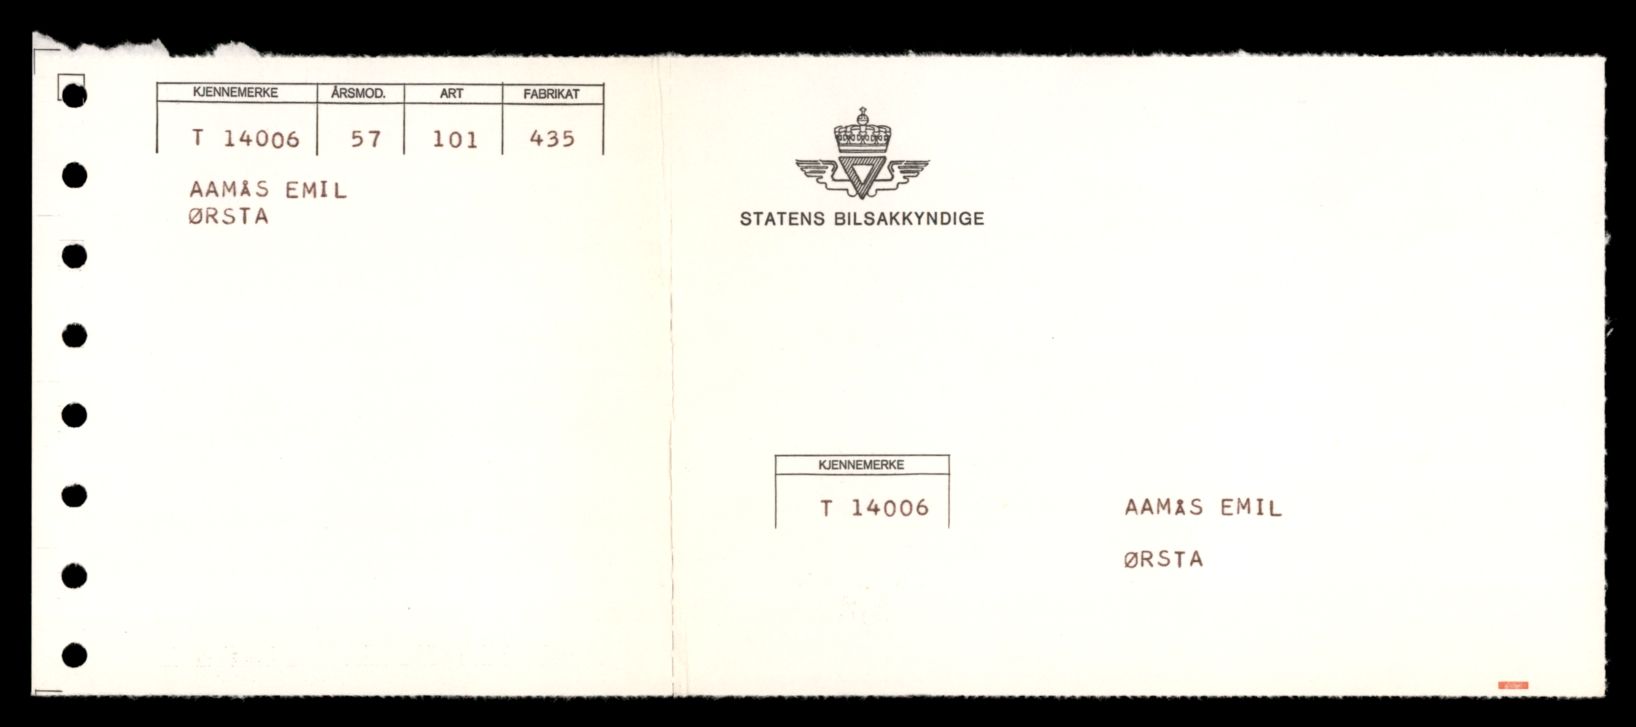 KJENNEMERKE ÅRSMOD. ART FABRIKAT
T 14006 57 101 435
AAMÅS EMIL
ØRSTA
STATENS BILSAKKYNDIGE
KJENNEMERKE
T 14006
AAMÅS EMIL
ØRSTA